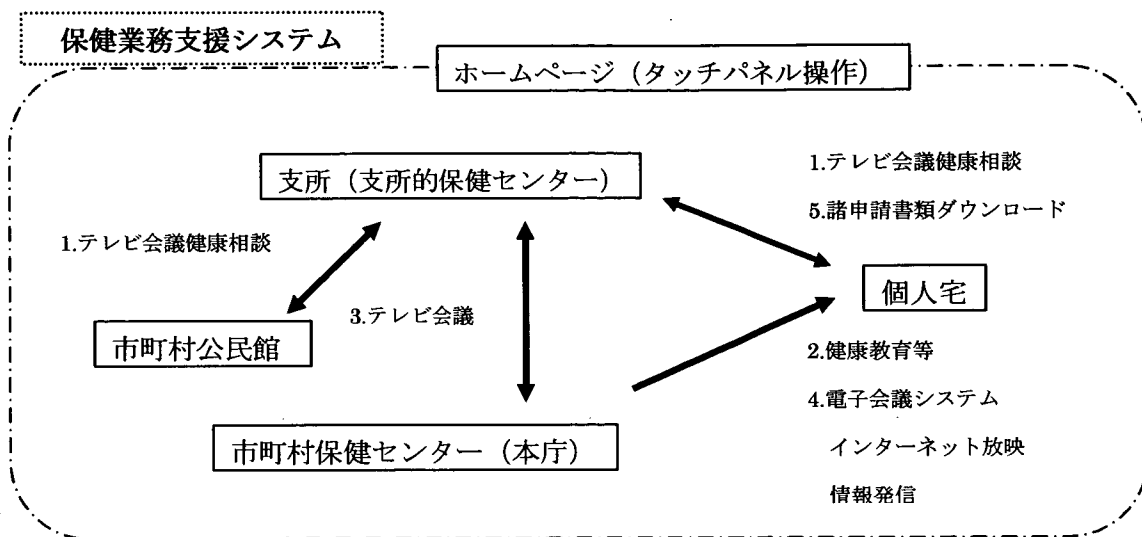 保健業務支援システム
ホームページ（タッチパネル操作）
支所（支所的保健センター）
1.テレビ会議健康相談
5.諸申請書類ダウンロード
1.テレビ会議健康相談
個人宅
3.テレビ会議
市町村公民館
2.健康教育等
4.電子会議システム
市町村保健センター（本庁）
インターネット放映
情報発信